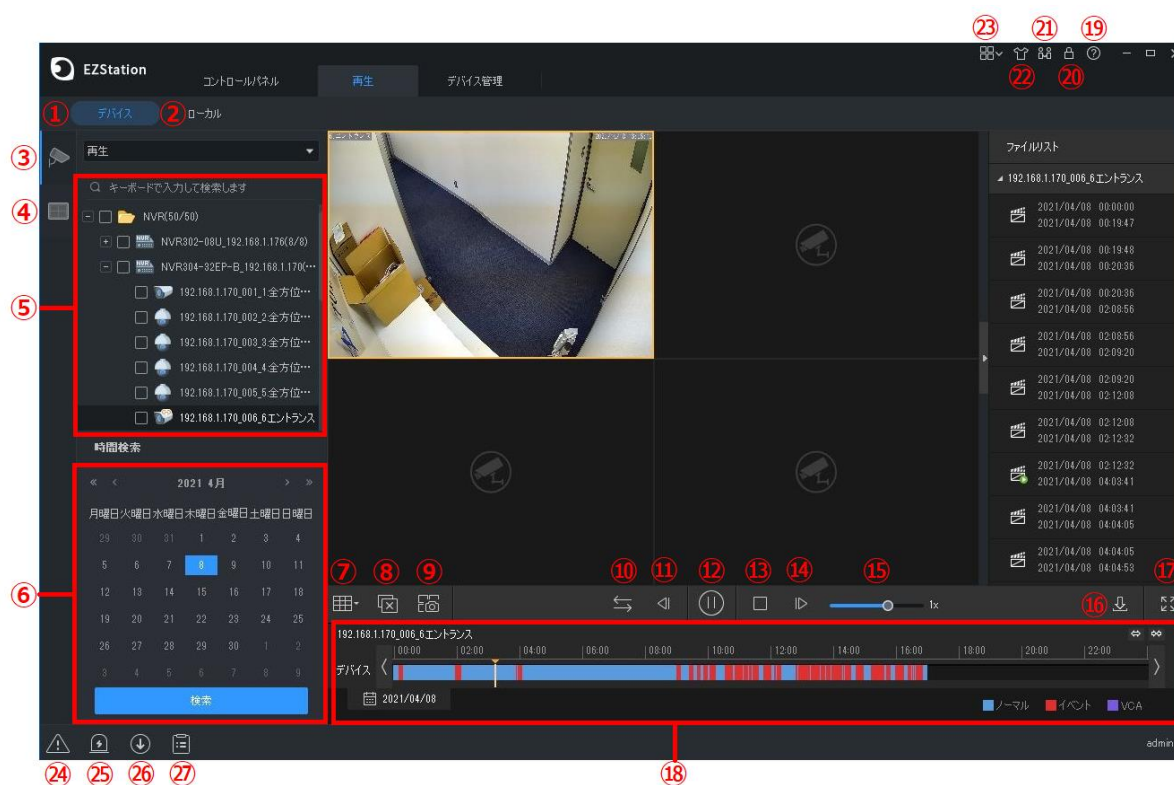 ㉓ ㉑ ⑲
㉒ ⑳
EZStation
コントロールパネル
再生
デバイス管理
① デバイス
② ローカル
③
再生
④
キーボードで入力して検索します
⑤
NVR(50/50)
NVR302-08U_192.168.1.176(8/8)
NVR304-32EP-B_192.168.1.170(…
192.168.1.170_001_1全方位…
192.168.1.170_002_2全方位…
192.168.1.170_003_3全方位…
192.168.1.170_004_4全方位…
192.168.1.170_005_5全方位…
192.168.1.170_006_6エントランス
時間検索
⑥
2021 4月
月曜日 火曜日 水曜日 木曜日 金曜日 土曜日 日曜日
29 30 31 1 2 3 4
5 6 7 8 9 10 11
12 13 14 15 16 17 18
19 20 21 22 23 24 25
26 27 28 29 30 1 2
3 4 5 6 7 8 9
検索
ファイルリスト
192.168.1.170_006_6エントランス
2021/04/08 00:00:00
2021/04/08 00:19:47
2021/04/08 00:19:48
2021/04/08 00:20:36
2021/04/08 00:20:36
2021/04/08 02:08:56
2021/04/08 02:08:56
2021/04/08 02:09:20
2021/04/08 02:09:20
2021/04/08 02:12:08
2021/04/08 02:12:08
2021/04/08 02:12:32
2021/04/08 02:12:32
2021/04/08 04:03:41
2021/04/08 04:03:41
2021/04/08 04:04:05
2021/04/08 04:04:05
2021/04/08 04:04:53
⑦ ⑧ ⑨ ⑩ ⑪ ⑫ ⑬ ⑭ ⑮ 1x ⑯ ⑰
192.168.1.170_006_6エントランス
00:00 02:00 04:00 06:00 08:00 10:00 12:00 14:00 16:00 18:00 20:00 22:00
デバイス
2021/04/08
ノーマル イベント VCA
admin
㉔ ㉕ ㉖ ㉗ ⑱